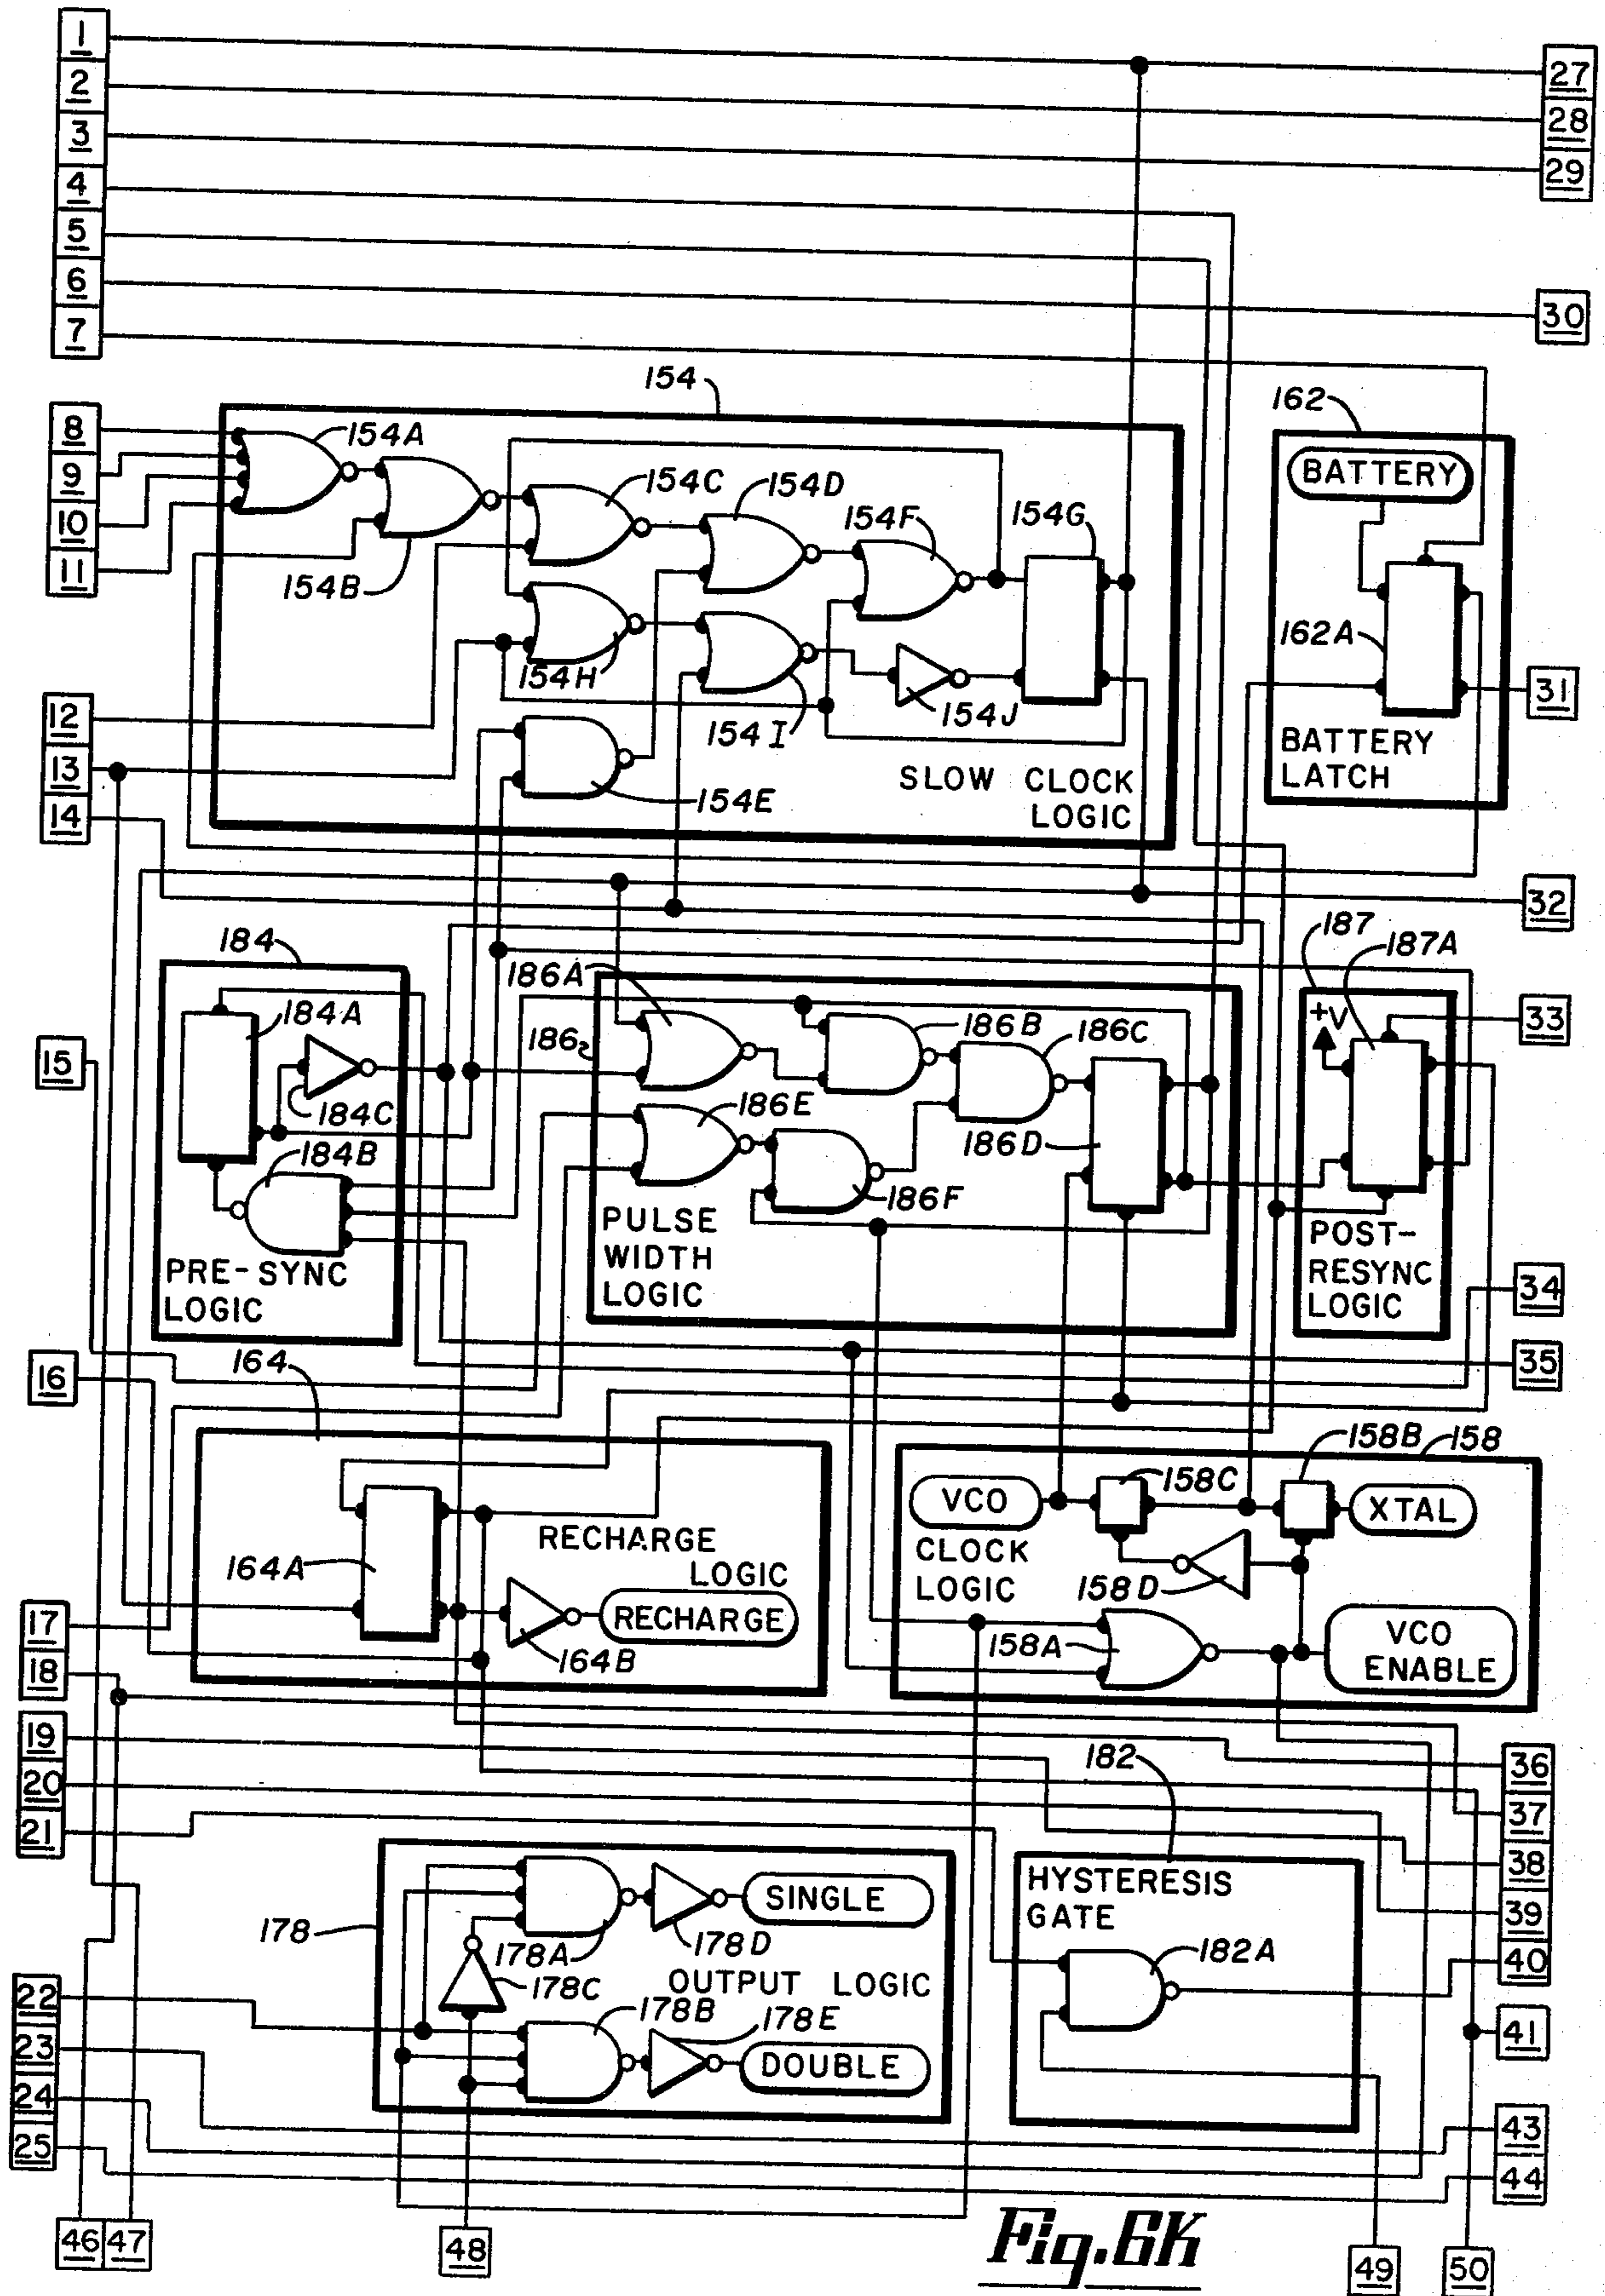 1
27
2
28
3
29
4
5
6
30
7
154
162
8
154A
BATTERY
9
154C
154D
10
154F
154G
11
154B
162A
154H
31
12
154J
154I
BATTERY
LATCH
13
SLOW CLOCK
LOGIC
154E
14
32
184
187
187A
186A
184A
+V
33
186B
186C
186
15
184C
186E
186D
184B
186F
PULSE
WIDTH
LOGIC
POST-
RESYNC
LOGIC
PRE-SYNC
LOGIC
34
35
16
164
158B
158
VCO
158C
XTAL
RECHARGE
LOGIC
CLOCK
LOGIC
164A
158D
17
RECHARGE
158A
VCO
ENABLE
164B
18
19
182
36
20
37
21
38
HYSTERESIS
GATE
SINGLE
39
178
178A
178D
182A
40
178C
OUTPUT LOGIC
22
178B
178E
41
23
DOUBLE
24
43
25
44
46
47
48
Fig. 6K
49
50